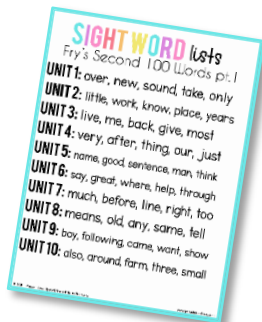 SIGHT WORD lists
Fry's Second 100 Words pt.1
UNIT 1: over, new, sound, take, only
UNIT 2: little, work, know, place, years
UNIT 3: live, me, back, give, most
UNIT 4: very, after, thing, our, just
UNIT 5: name, good, sentence, man, think
UNIT 6: say, great, where, help, through
UNIT 7: much, before, line, right, too
UNIT 8: means, old, any, same, tell
UNIT 9: boy, following, came, want, show
UNIT 10: also, around, farm, three, small